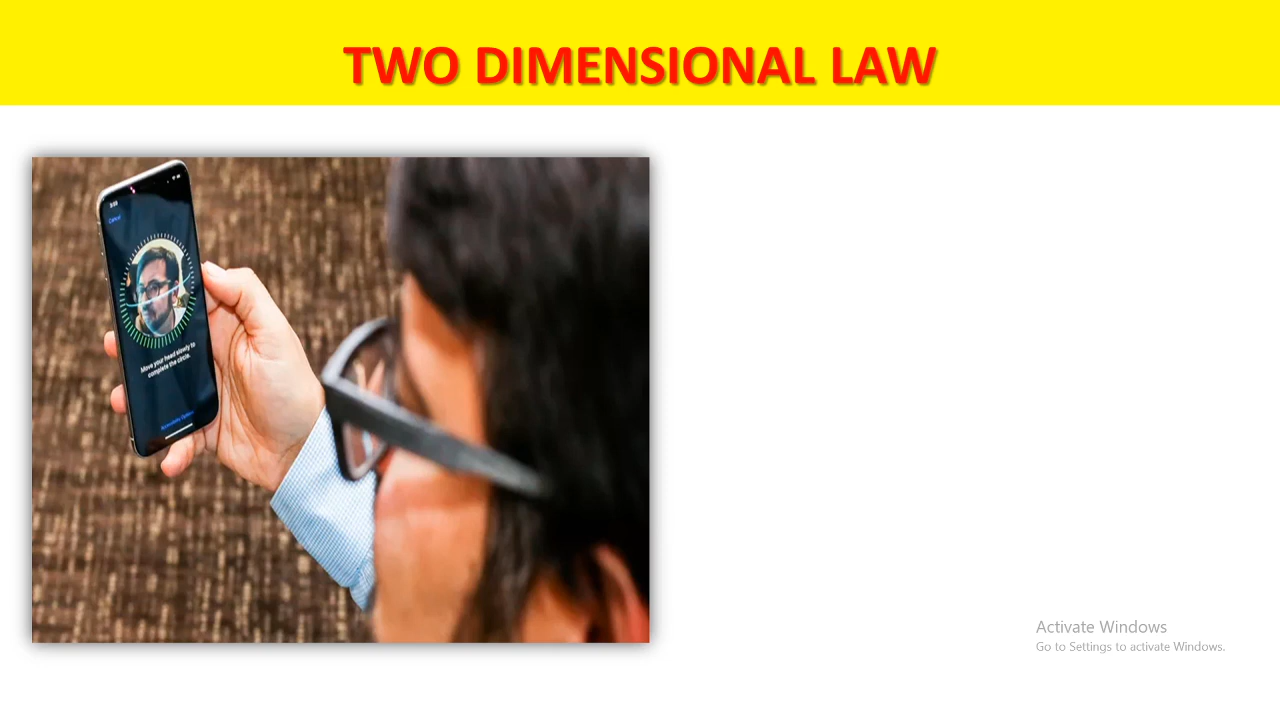 TWO DIMENSIONAL LAW
Cancel
Move your head slowly to
complete the circle.
Activate Windows
Go to Settings to activate Windows.